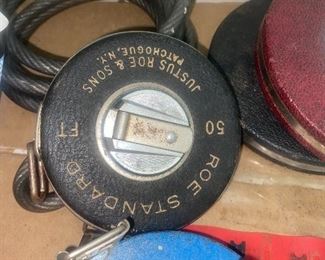 JUSTUS ROE & SONS
PATCHOGUE, N.Y.
50 FT
ROE STANDARD